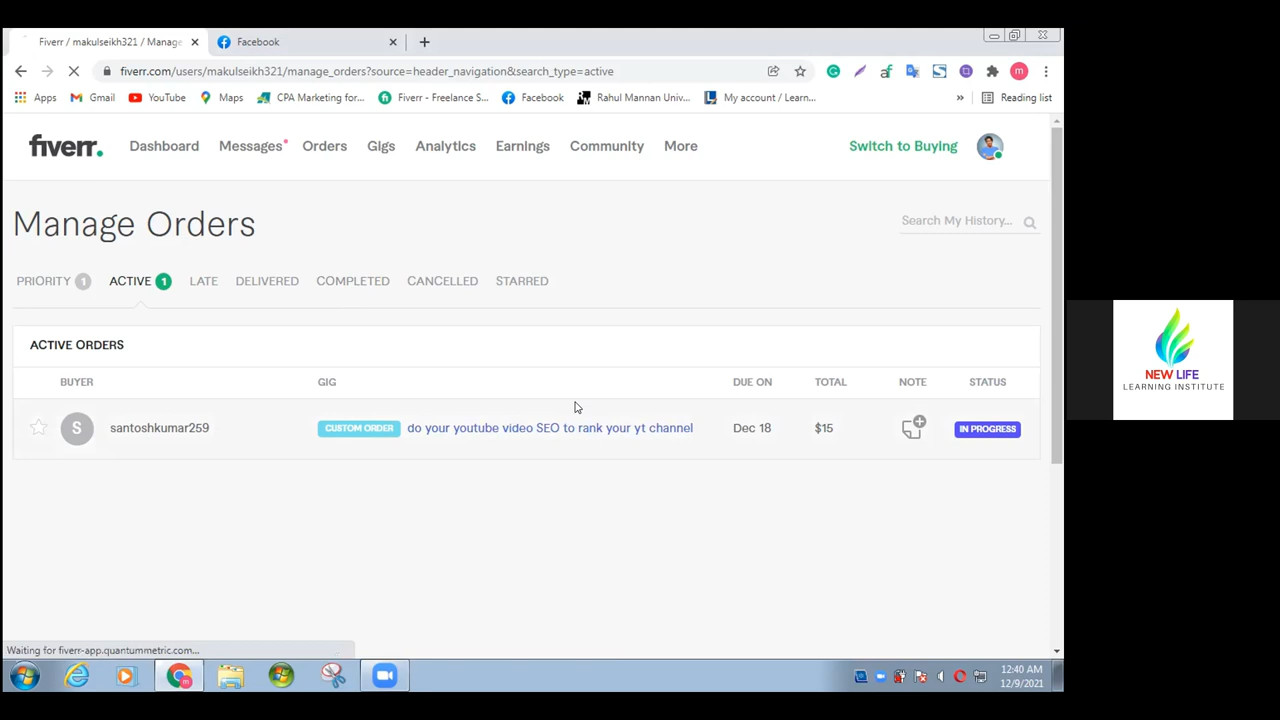 Fiverr / makulseikh321 / Manage
Facebook
fiverr.com/users/makulseikh321/manage_orders?source=header_navigation&search_type=active
m
Apps
Gmail
YouTube
Maps
CPA Marketing for...
Fiverr - Freelance S...
Facebook
Rahul Mannan Univ...
My account / Learn...
»
Reading list
fiverr.
Dashboard
Messages
Orders
Gigs
Analytics
Earnings
Community
More
Switch to Buying
Manage Orders
Search My History...
PRIORITY 1
ACTIVE 1
LATE
DELIVERED
COMPLETED
CANCELLED
STARRED
ACTIVE ORDERS
BUYER
GIG
DUE ON
TOTAL
NOTE
STATUS
S
santoshkumar259
CUSTOM ORDER
do your youtube video SEO to rank your yt channel
Dec 18
$15
IN PROGRESS
NEW LIFE
LEARNING INSTITUTE
Waiting for fiverr-app.quantummetric.com...
12:40 AM
12/9/2021